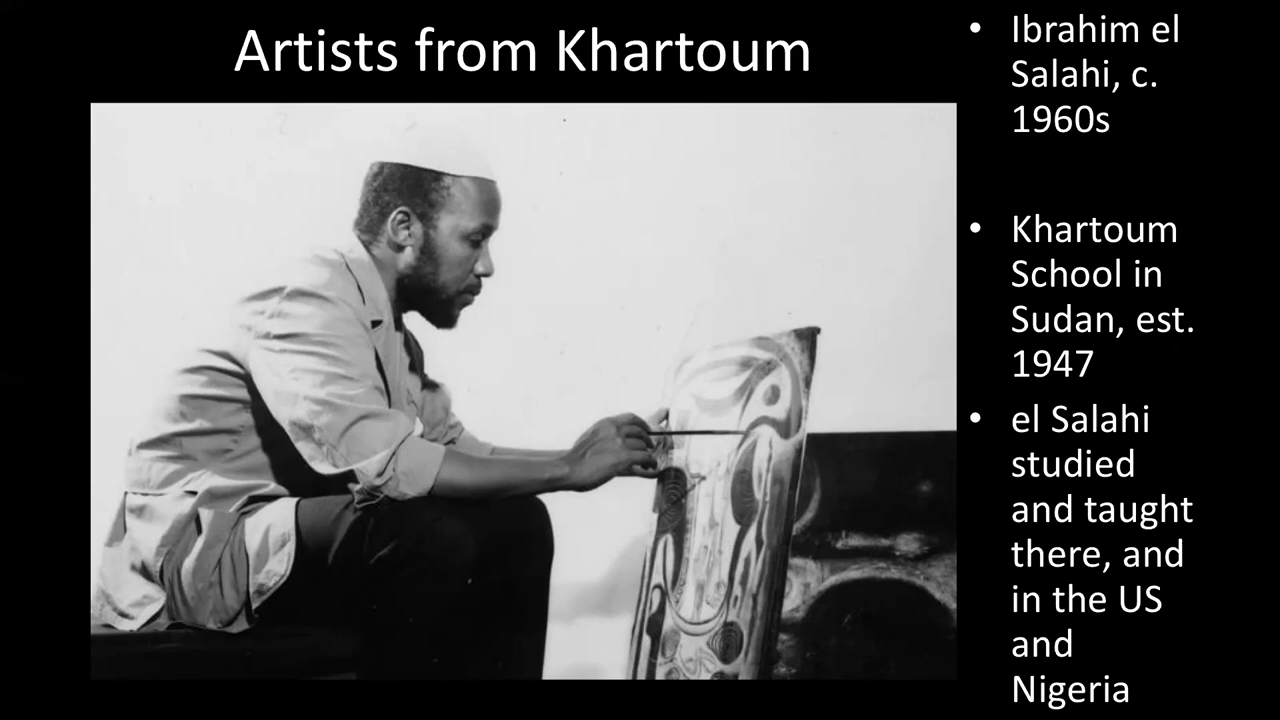 Artists from Khartoum
• Ibrahim el
Salahi, c.
1960s
• Khartoum
School in
Sudan, est.
1947
• el Salahi
studied
and taught
there, and
in the US
and
Nigeria